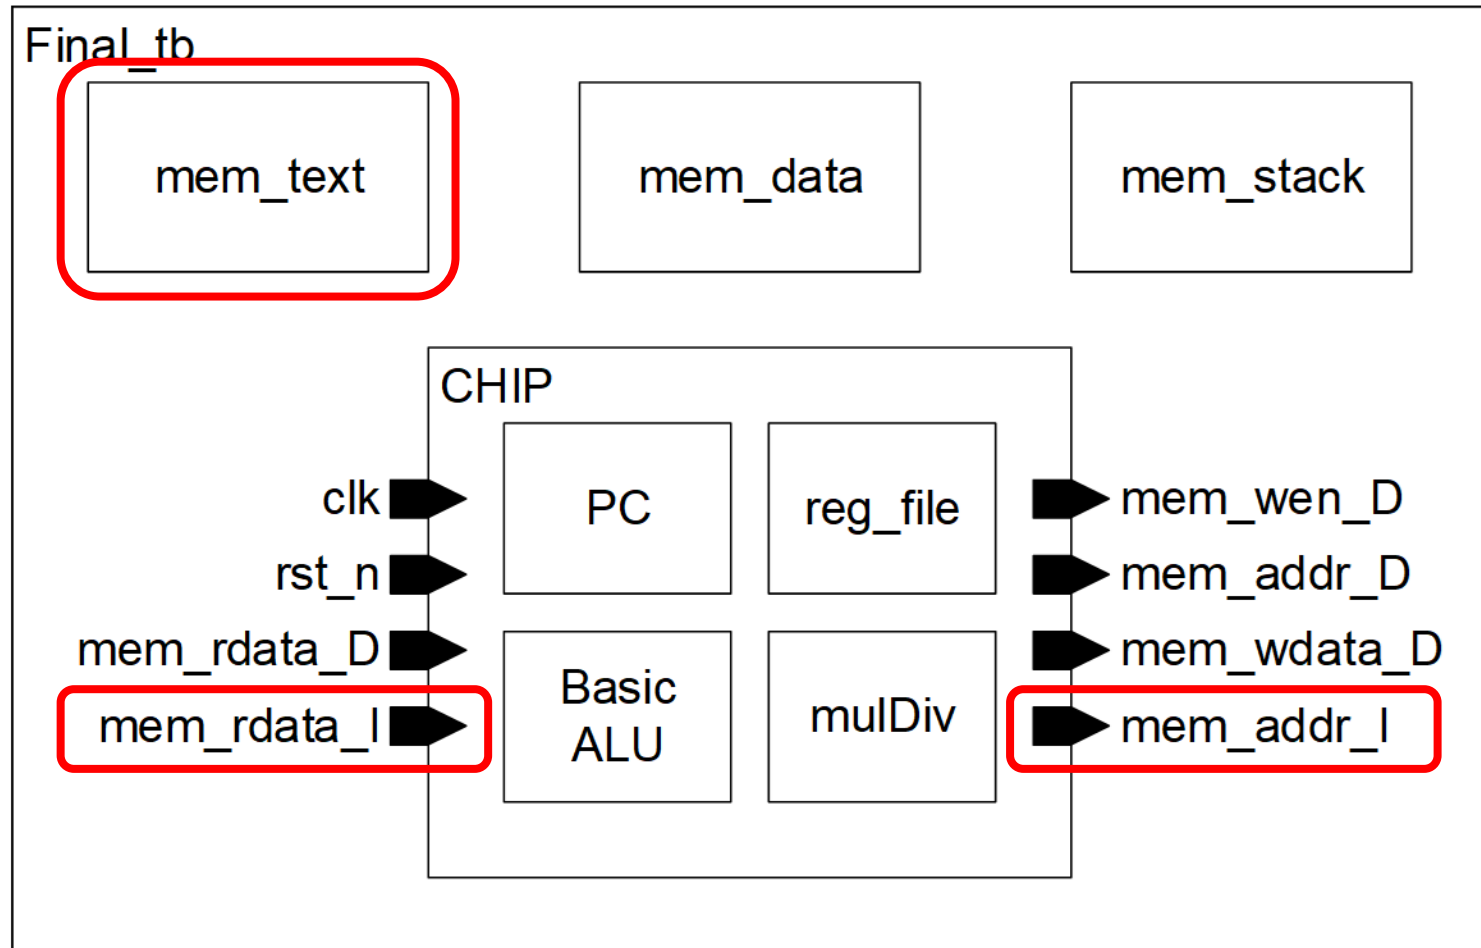 Final_tb
mem_text
mem_data
mem_stack
CHIP
PC
reg_file
Basic
ALU
mulDiv
clk
rst_n
mem_rdata_D
mem_rdata_I
mem_wen_D
mem_addr_D
mem_wdata_D
mem_addr_I